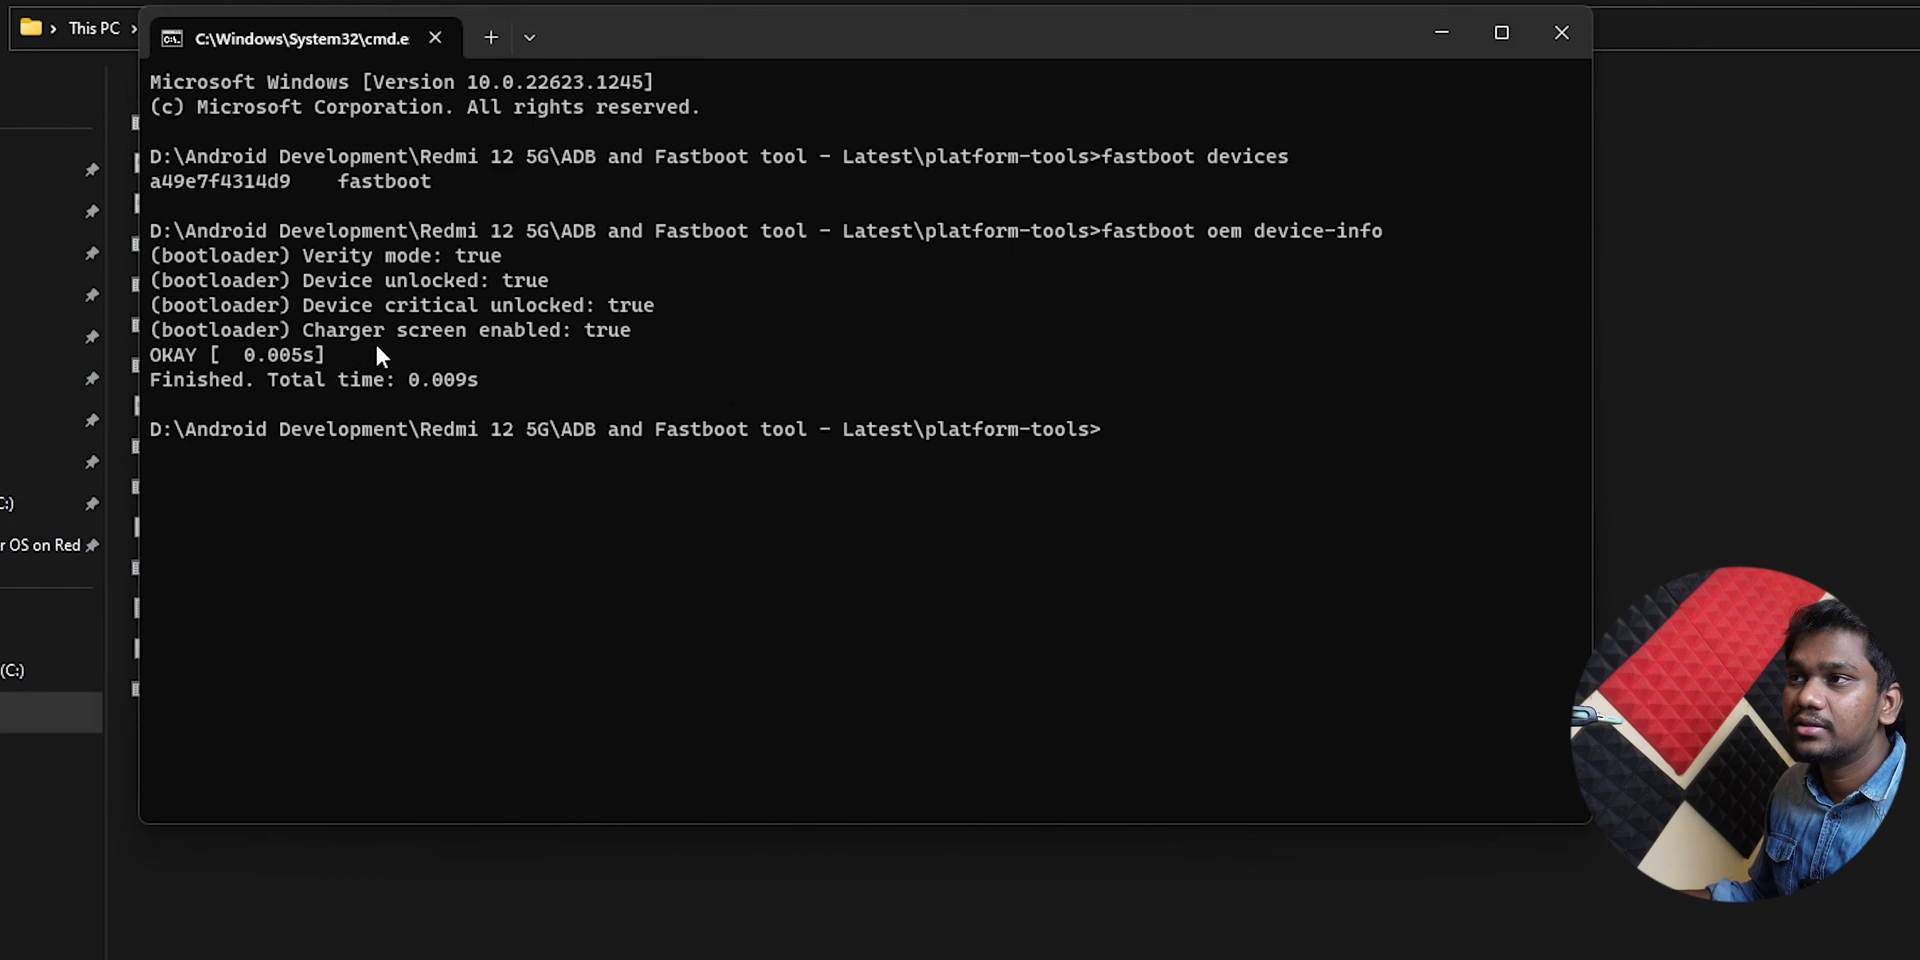 This PC
C:\Windows\System32\cmd.e
Microsoft Windows [Version 10.0.22623.1245]
(c) Microsoft Corporation. All rights reserved.
D:\Android Development\Redmi 12 5G\ADB and Fastboot tool - Latest\platform-tools>fastboot devices
a49e7f4314d9    fastboot
D:\Android Development\Redmi 12 5G\ADB and Fastboot tool - Latest\platform-tools>fastboot oem device-info
(bootloader) Verity mode: true
(bootloader) Device unlocked: true
(bootloader) Device critical unlocked: true
(bootloader) Charger screen enabled: true
OKAY [  0.005s]
Finished. Total time: 0.009s
D:\Android Development\Redmi 12 5G\ADB and Fastboot tool - Latest\platform-tools>
C:)
r OS on Red
(C:)